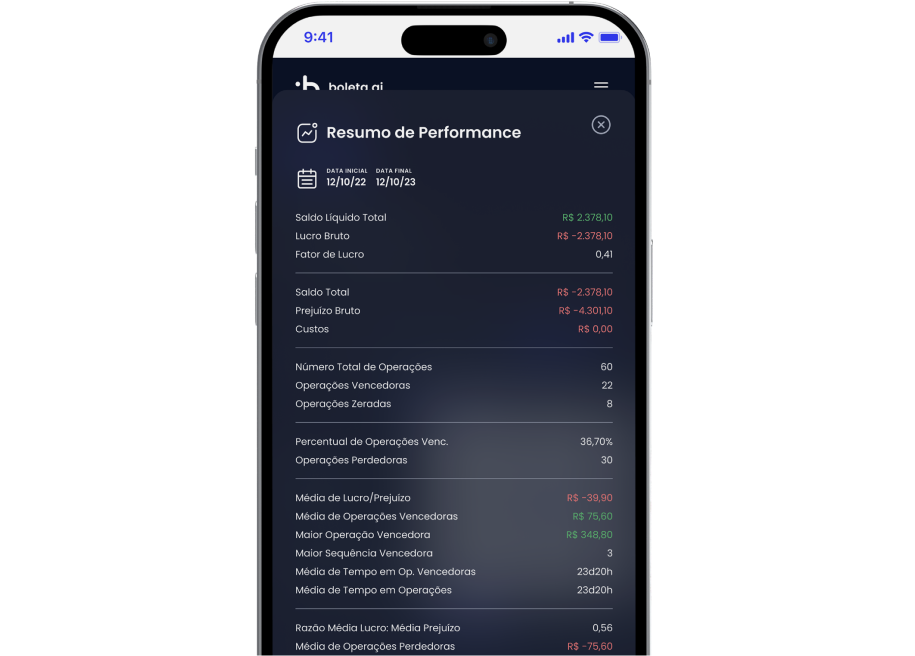 9:41
boleta ai
Resumo de Performance
DATA INICIAL DATA FINAL
12/10/22 12/10/23
Saldo Líquido Total R$ 2.378,10
Lucro Bruto R$ -2.378,10
Fator de Lucro 0,41
Saldo Total R$ -2.378,10
Prejuízo Bruto R$ -4.301,10
Custos R$ 0,00
Número Total de Operações 60
Operações Vencedoras 22
Operações Zeradas 8
Percentual de Operações Venc. 36,70%
Operações Perdedoras 30
Média de Lucro/Prejuízo R$ -39,90
Média de Operações Vencedoras R$ 75,60
Maior Operação Vencedora R$ 348,80
Maior Sequência Vencedora 3
Média de Tempo em Op. Vencedoras 23d20h
Média de Tempo em Operações 23d20h
Razão Média Lucro: Média Prejuízo 0,56
Média de Operações Perdedoras R$ -75,60